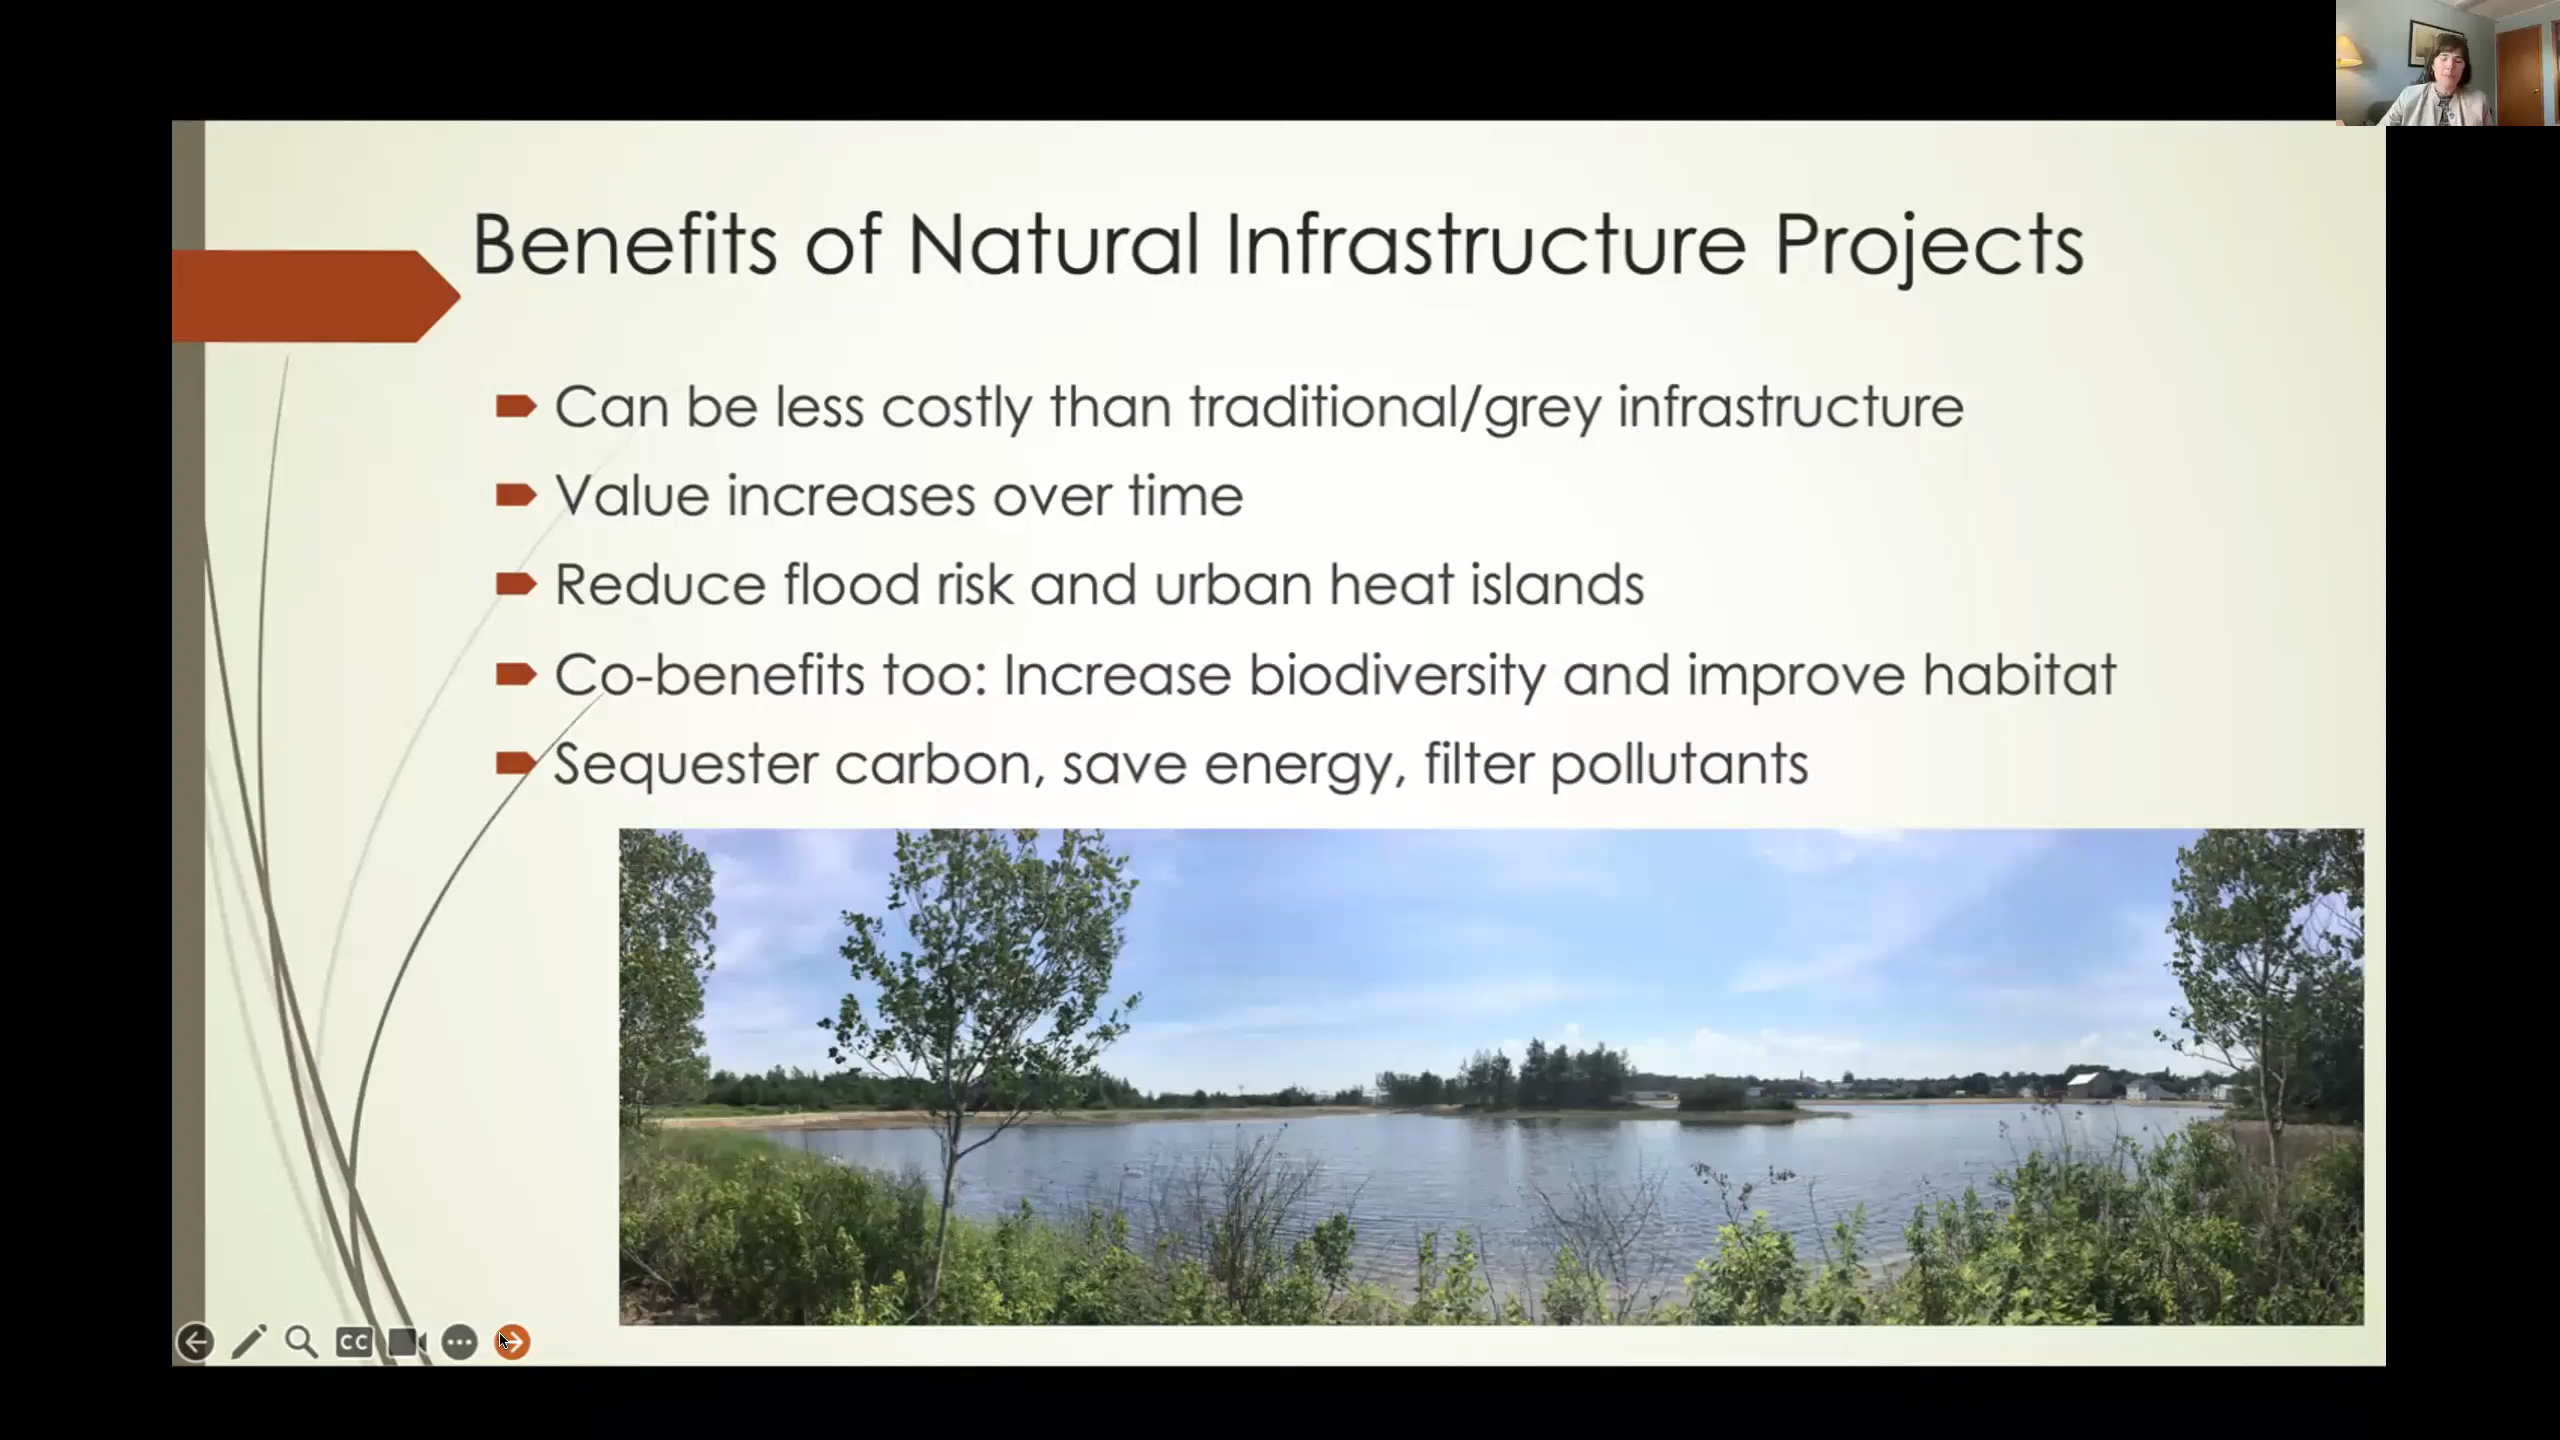 Benefits of Natural Infrastructure Projects
Can be less costly than traditional/grey infrastructure
Value increases over time
Reduce flood risk and urban heat islands
Co-benefits too: Increase biodiversity and improve habitat
Sequester carbon, save energy, filter pollutants
CC